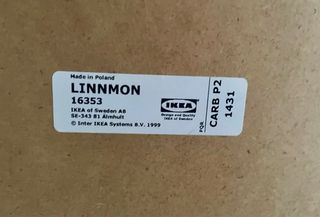 Made in Poland
LINNMON
16353
IKEA of Sweden AB
SE-343 81 Älmhult
© Inter IKEA Systems B.V. 1999
IKEA
Design and Quality
IKEA of Sweden
PQR
CARB P2
1431